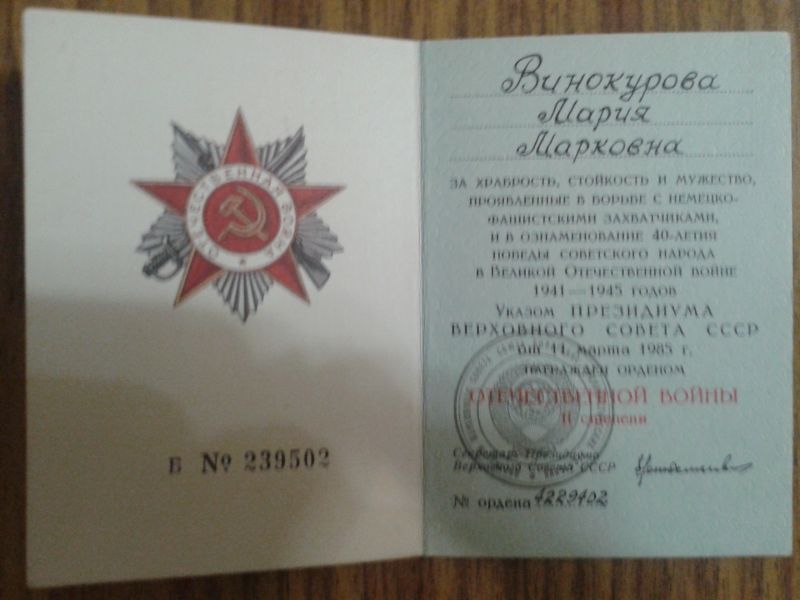 ОТЕЧЕСТВЕННАЯ ВОЙНА
Б № 239502
Винокурова
Мария
Марковна
ЗА ХРАБРОСТЬ, СТОЙКОСТЬ И МУЖЕСТВО,
ПРОЯВЛЕННЫЕ В БОРЬБЕ С НЕМЕЦКО-
ФАШИСТСКИМИ ЗАХВАТЧИКАМИ,
И В ОЗНАМЕНОВАНИЕ 40-ЛЕТИЯ
ПОБЕДЫ СОВЕТСКОГО НАРОДА
В ВЕЛИКОЙ ОТЕЧЕСТВЕННОЙ ВОЙНЕ
1941—1945 ГОДОВ
УКАЗОМ ПРЕЗИДИУМА
ВЕРХОВНОГО СОВЕТА СССР
от 11 марта 1985 г.
НАГРАЖДЕН ОРДЕНОМ
ОТЕЧЕСТВЕННОЙ ВОЙНЫ
II степени
Секретарь Президиума
Верховного Совета СССР
№ ордена 4229402